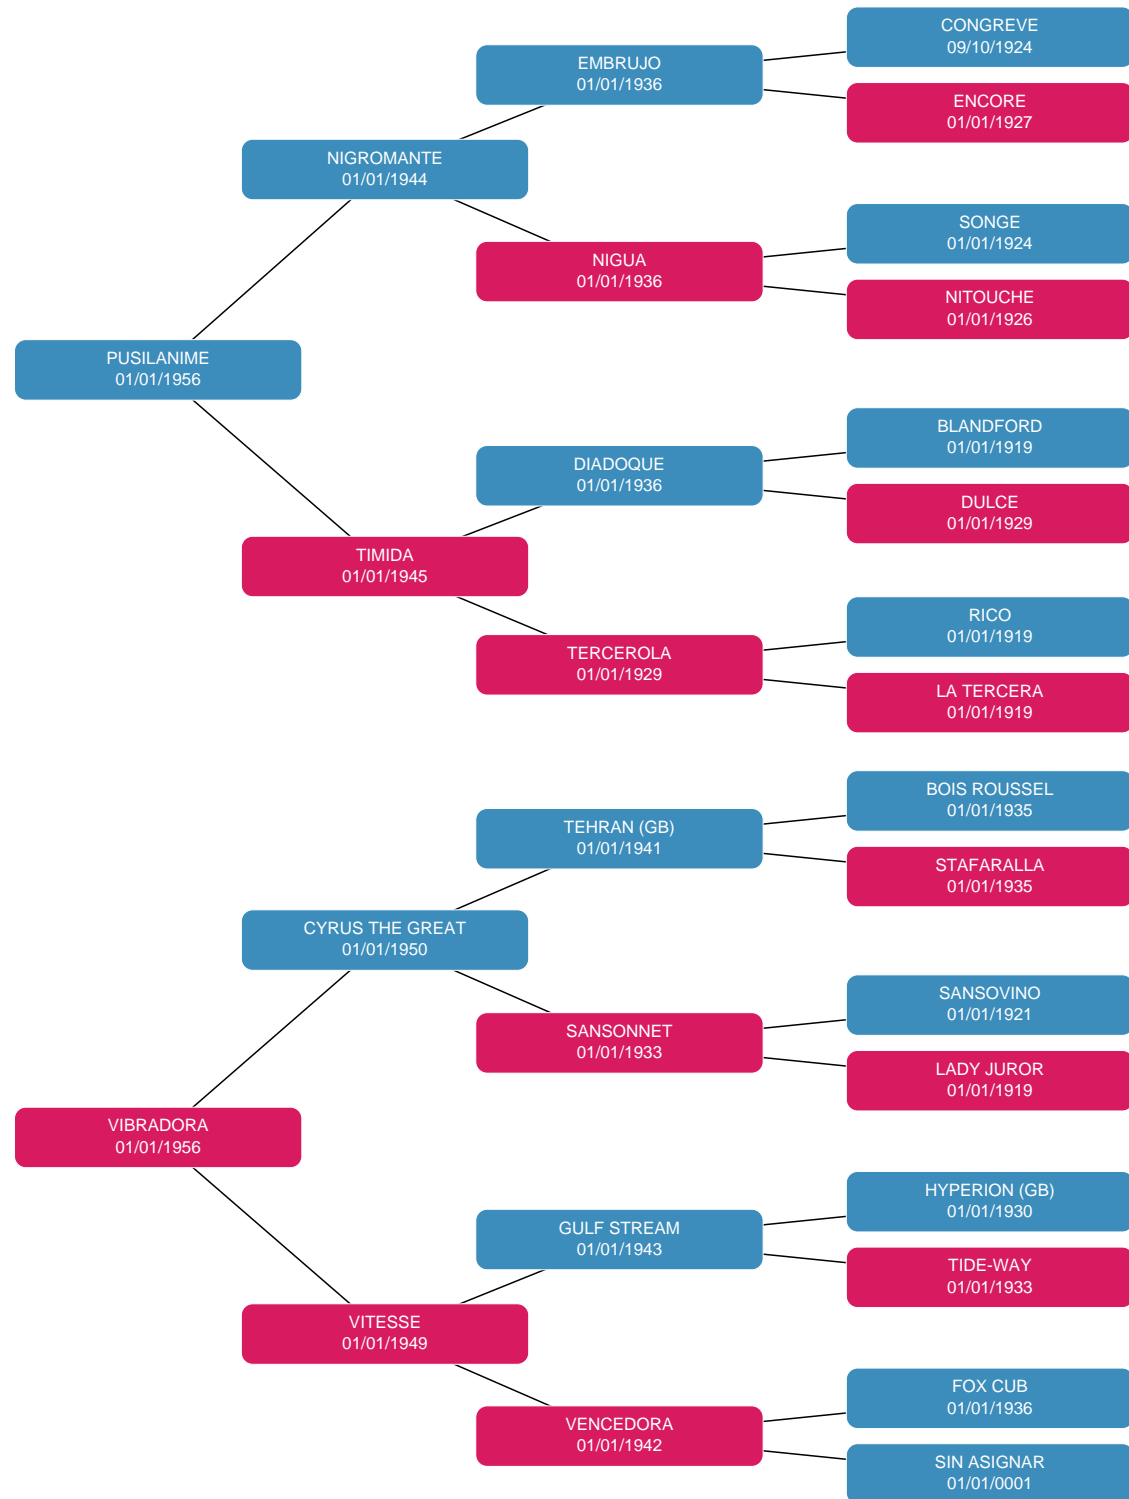 CONGREVE
09/10/1924
EMBRUJO
01/01/1936
ENCORE
01/01/1927
NIGROMANTE
01/01/1944
SONGE
01/01/1924
NIGUA
01/01/1936
NITOUCHE
01/01/1926
PUSILANIME
01/01/1956
BLANDFORD
01/01/1919
DIADOQUE
01/01/1936
DULCE
01/01/1929
TIMIDA
01/01/1945
RICO
01/01/1919
TERCEROLA
01/01/1929
LA TERCERA
01/01/1919
BOIS ROUSSEL
01/01/1935
TEHRAN (GB)
01/01/1941
STAFARALLA
01/01/1935
CYRUS THE GREAT
01/01/1950
SANSOVINO
01/01/1921
SANSONNET
01/01/1933
LADY JUROR
01/01/1919
VIBRADORA
01/01/1956
HYPERION (GB)
01/01/1930
GULF STREAM
01/01/1943
TIDE-WAY
01/01/1933
VITESSE
01/01/1949
FOX CUB
01/01/1936
VENCEDORA
01/01/1942
SIN ASIGNAR
01/01/0001